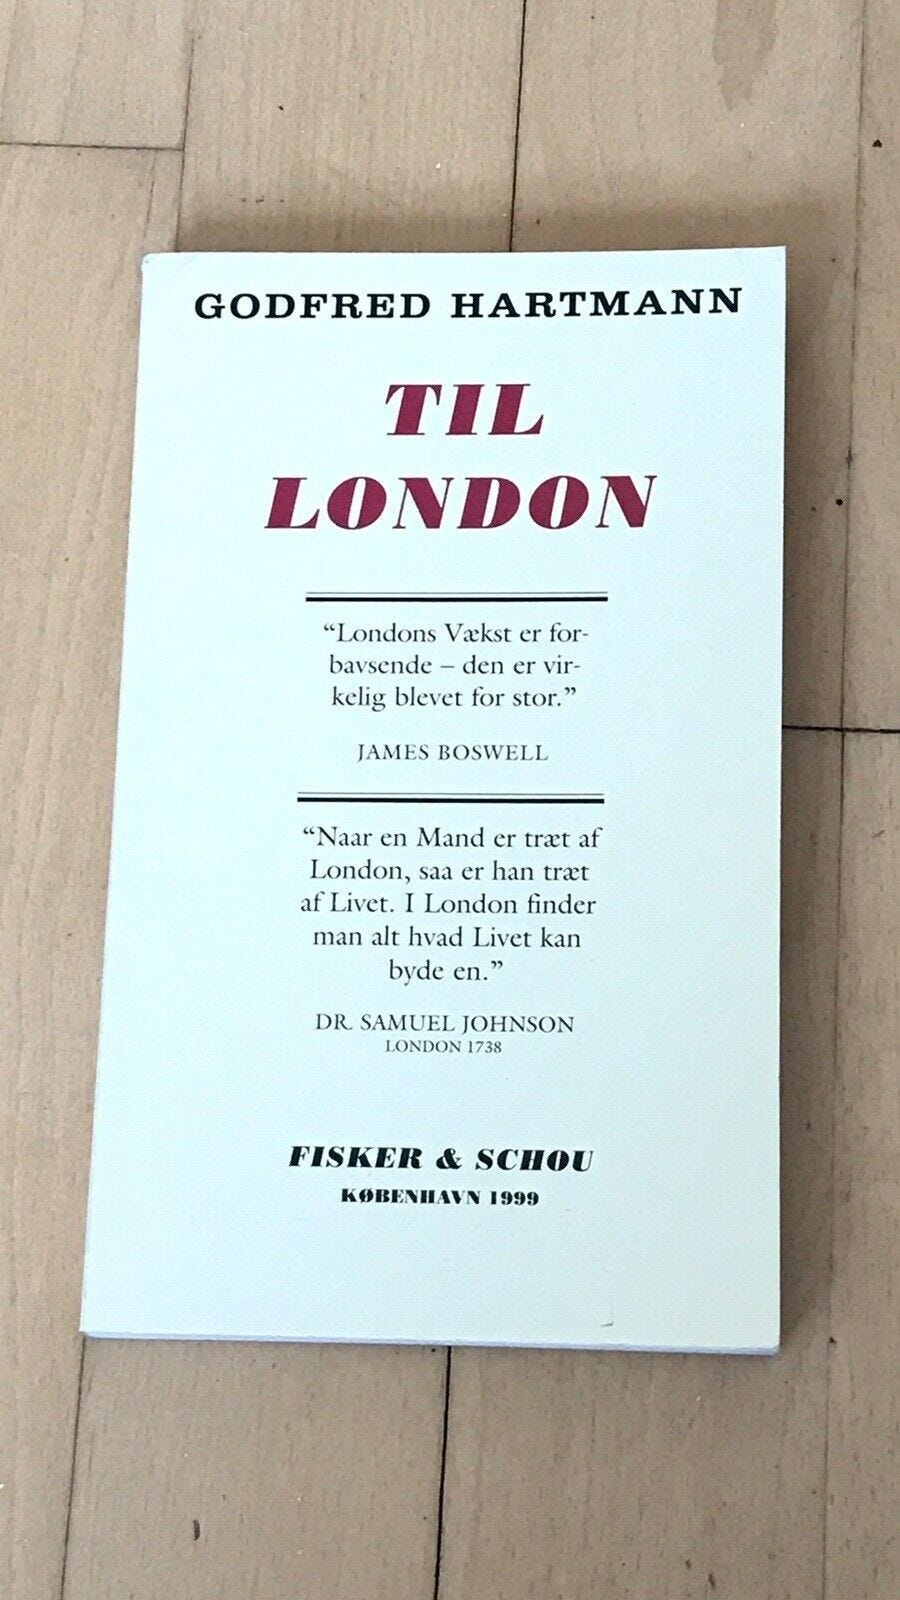 GODFRED HARTMANN
TIL
LONDON
“Londons Vækst er for-
bavsende – den er vir-
kelig blevet for stor.”
JAMES BOSWELL
“Naar en Mand er træt af
London, saa er han træt
af Livet. I London finder
man alt hvad Livet kan
byde en.”
DR. SAMUEL JOHNSON
LONDON 1738
FISKER & SCHOU
KØBENHAVN 1999